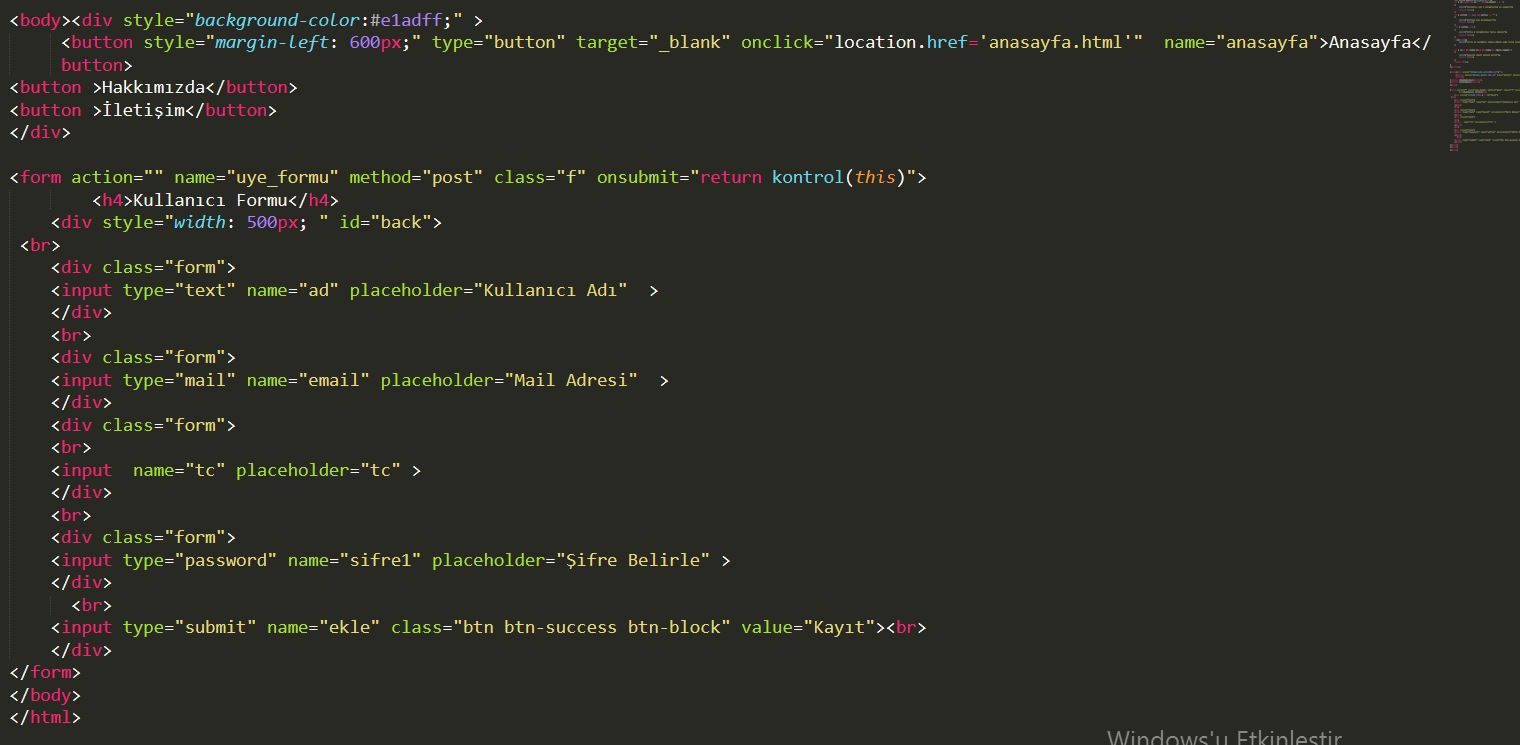 <body><div style="background-color:#e1adff;" >
<button style="margin-left: 600px;" type="button" target="_blank" onclick="location.href='anasayfa.html'"  name="anasayfa">Anasayfa</
button>
<button >Hakkımızda</button>
<button >İletişim</button>
</div>
<form action="" name="uye_formu" method="post" class="f" onsubmit="return kontrol(this)">
<h4>Kullanıcı Formu</h4>
<div style="width: 500px; " id="back">
<br>
<div class="form">
<input type="text" name="ad" placeholder="Kullanıcı Adı"  >
</div>
<br>
<div class="form">
<input type="mail" name="email" placeholder="Mail Adresi"  >
</div>
<div class="form">
<br>
<input  name="tc" placeholder="tc" >
</div>
<br>
<div class="form">
<input type="password" name="sifre1" placeholder="Şifre Belirle" >
</div>
<br>
<input type="submit" name="ekle" class="btn btn-success btn-block" value="Kayıt"><br>
</div>
</form>
</body>
</html>
Windows'u Etkinleştir